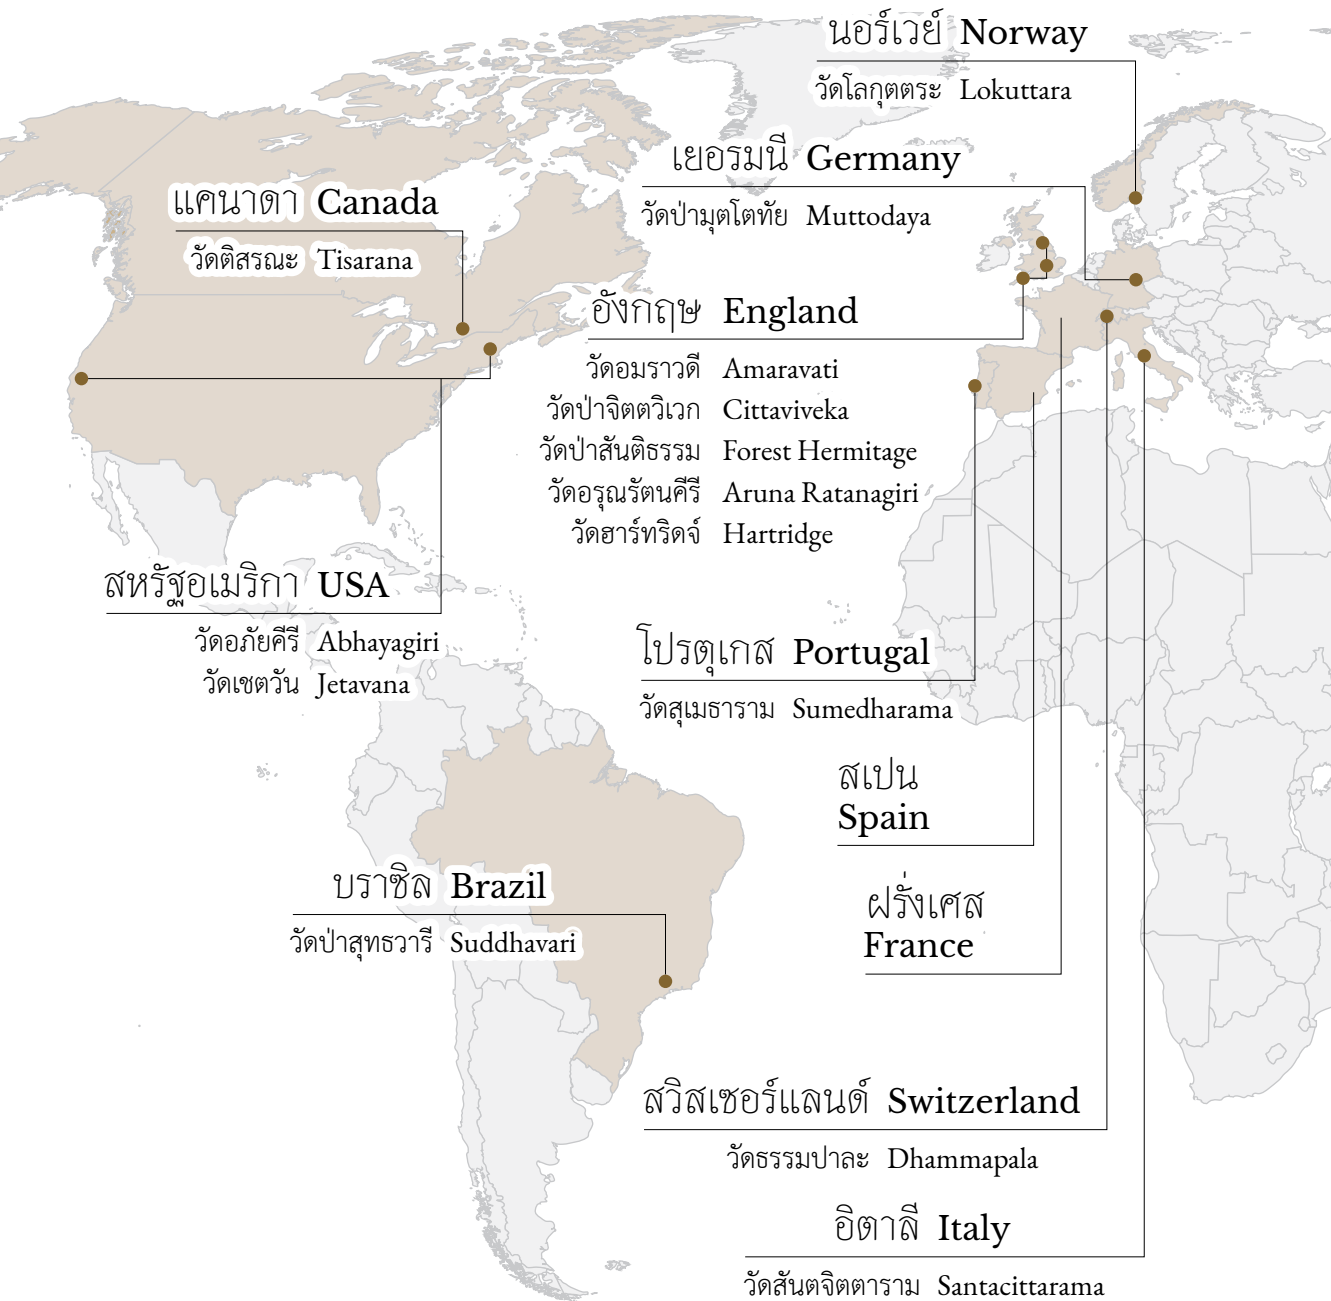 นอร์เวย์ Norway
วัดโลกุตตระ Lokuttara
เยอรมนี Germany
วัดป่ามุตโตทัย Muttodaya
แคนาดา Canada
วัดติสรณะ Tisarana
อังกฤษ England
วัดอมราวดี Amaravati
วัดป่าจิตตวิเวก Cittaviveka
วัดป่าสันติธรรม Forest Hermitage
วัดอรุณรัตนคีรี Aruna Ratanagiri
วัดฮาร์ทริดจ์ Hartridge
สหรัฐอเมริกา USA
วัดอภัยคีรี Abhayagiri
วัดเชตวัน Jetavana
โปรตุเกส Portugal
วัดสุเมธาราม Sumedharama
สเปน
Spain
บราซิล Brazil
วัดป่าสุทธวารี Suddhavari
ฝรั่งเศส
France
สวิสเซอร์แลนด์ Switzerland
วัดธรรมปาละ Dhammapala
อิตาลี Italy
วัดสันตจิตตาราม Santacittarama